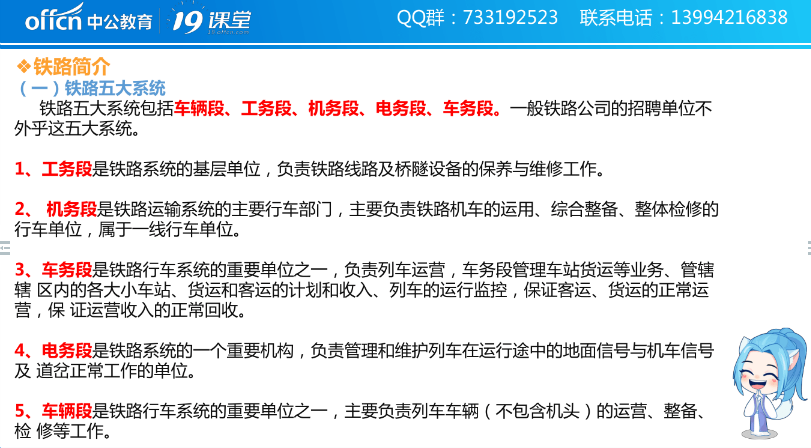 offcn 中公教育 19课堂 QQ群：733192523 联系电话：13994216838
❖铁路简介
（一）铁路五大系统
铁路五大系统包括车辆段、工务段、机务段、电务段、车务段。一般铁路公司的招聘单位不
外乎这五大系统。
1、工务段是铁路系统的基层单位，负责铁路线路及桥隧设备的保养与维修工作。
2、 机务段是铁路运输系统的主要行车部门，主要负责铁路机车的运用、综合整备、整体检修的
行车单位，属于一线行车单位。
3、车务段是铁路行车系统的重要单位之一，负责列车运营，车务段管理车站货运等业务、管辖
辖 区内的各大小车站、货运和客运的计划和收入、列车的运行监控，保证客运、货运的正常运
营，保 证运营收入的正常回收。
4、电务段是铁路系统的一个重要机构，负责管理和维护列车在运行途中的地面信号与机车信号
及 道岔正常工作的单位。
5、车辆段是铁路行车系统的重要单位之一，主要负责列车车辆（不包含机头）的运营、整备、
检 修等工作。